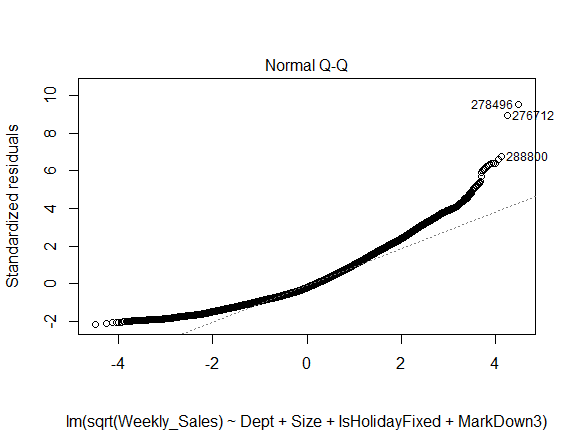 Normal Q-Q
Standardized residuals
10
8
6
4
2
0
-2
278496
276712
288800
-4 -2 0 2 4
lm(sqrt(Weekly_Sales) ~ Dept + Size + IsHolidayFixed + MarkDown3)